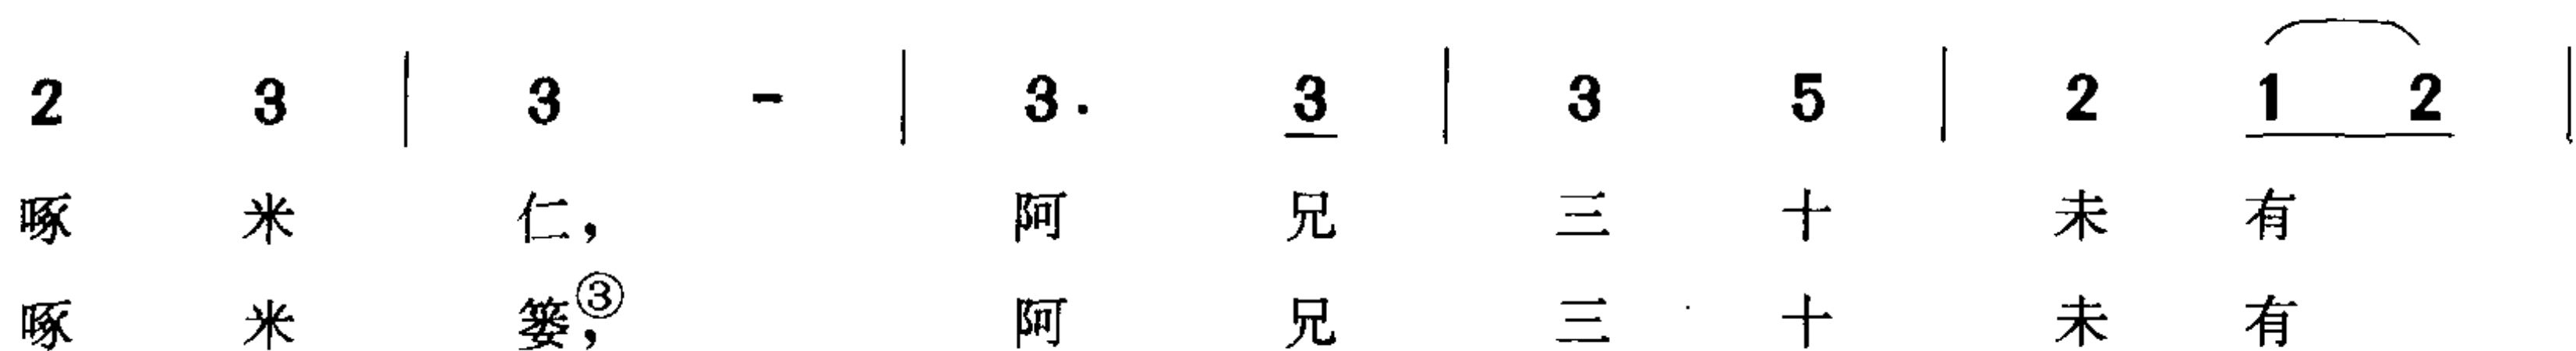 2 3 | 3 - | 3. 3 | 3 5 | 2 1 2 |
啄 米 仁， 阿 兄 三 十 未 有
啄 米 篓③， 阿 兄 三 十 未 有